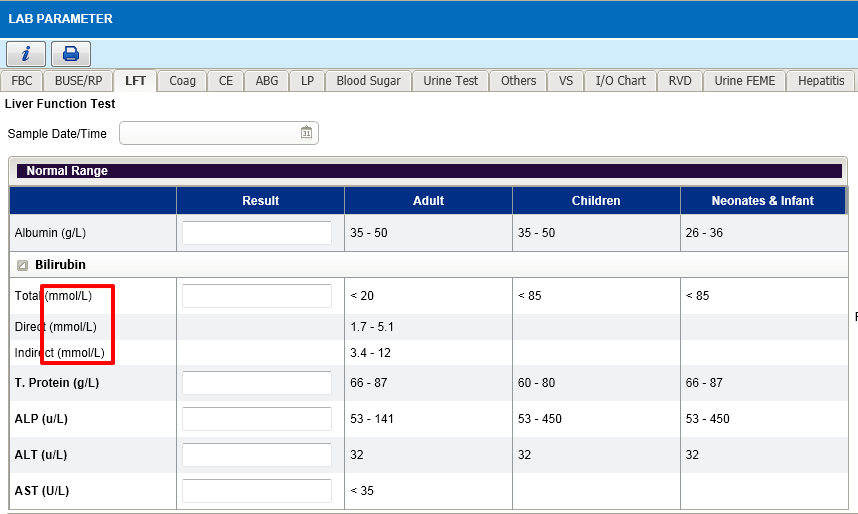 LAB PARAMETER
i
FBC BUSE/RP LFT Coag CE ABG LP Blood Sugar Urine Test Others VS I/O Chart RVD Urine FEME Hepatitis
Liver Function Test
Sample Date/Time 31
Normal Range
Result Adult Children Neonates & Infant
Albumin (g/L) 35 - 50 35 - 50 26 - 36
Bilirubin
Total (mmol/L) < 20 < 85 < 85
Direct (mmol/L) 1.7 - 5.1
Indirect (mmol/L) 3.4 - 12
T. Protein (g/L) 66 - 87 60 - 80 66 - 87
ALP (u/L) 53 - 141 53 - 450 53 - 450
ALT (u/L) 32 32 32
AST (U/L) < 35